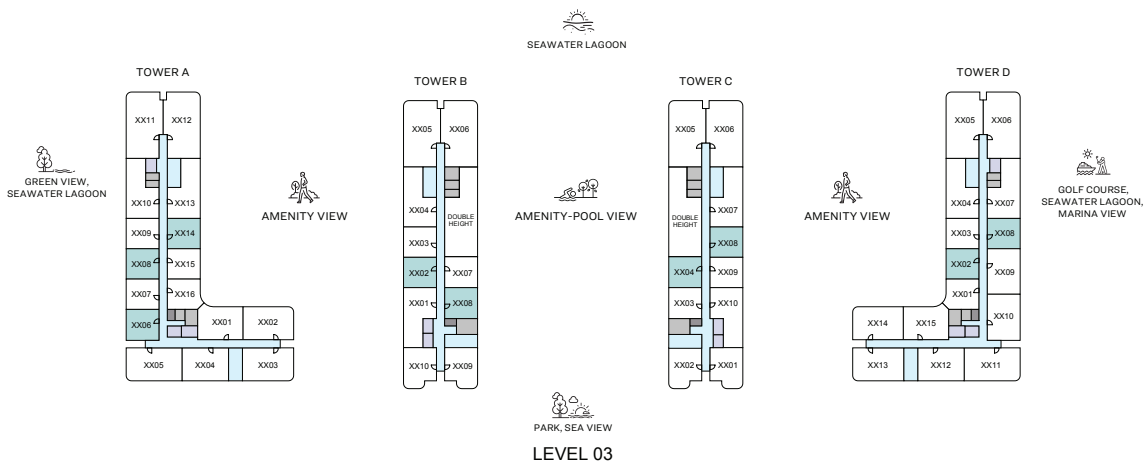 SEAWATER LAGOON
TOWER A
TOWER B
TOWER C
TOWER D
XX11
XX12
XX10
XX13
XX09
XX14
XX08
XX15
XX07
XX16
XX06
XX01
XX02
XX05
XX04
XX03
GREEN VIEW,
SEAWATER LAGOON
AMENITY VIEW
XX05
XX06
XX04
DOUBLE
HEIGHT
XX03
XX02
XX07
XX01
XX08
XX10
XX09
AMENITY-POOL VIEW
XX05
XX06
XX07
DOUBLE
HEIGHT
XX08
XX04
XX09
XX03
XX10
XX02
XX01
AMENITY VIEW
XX05
XX06
XX04
XX07
XX03
XX08
XX02
XX09
XX01
XX10
XX14
XX15
XX13
XX12
XX11
GOLF COURSE,
SEAWATER LAGOON,
MARINA VIEW
PARK, SEA VIEW
LEVEL 03